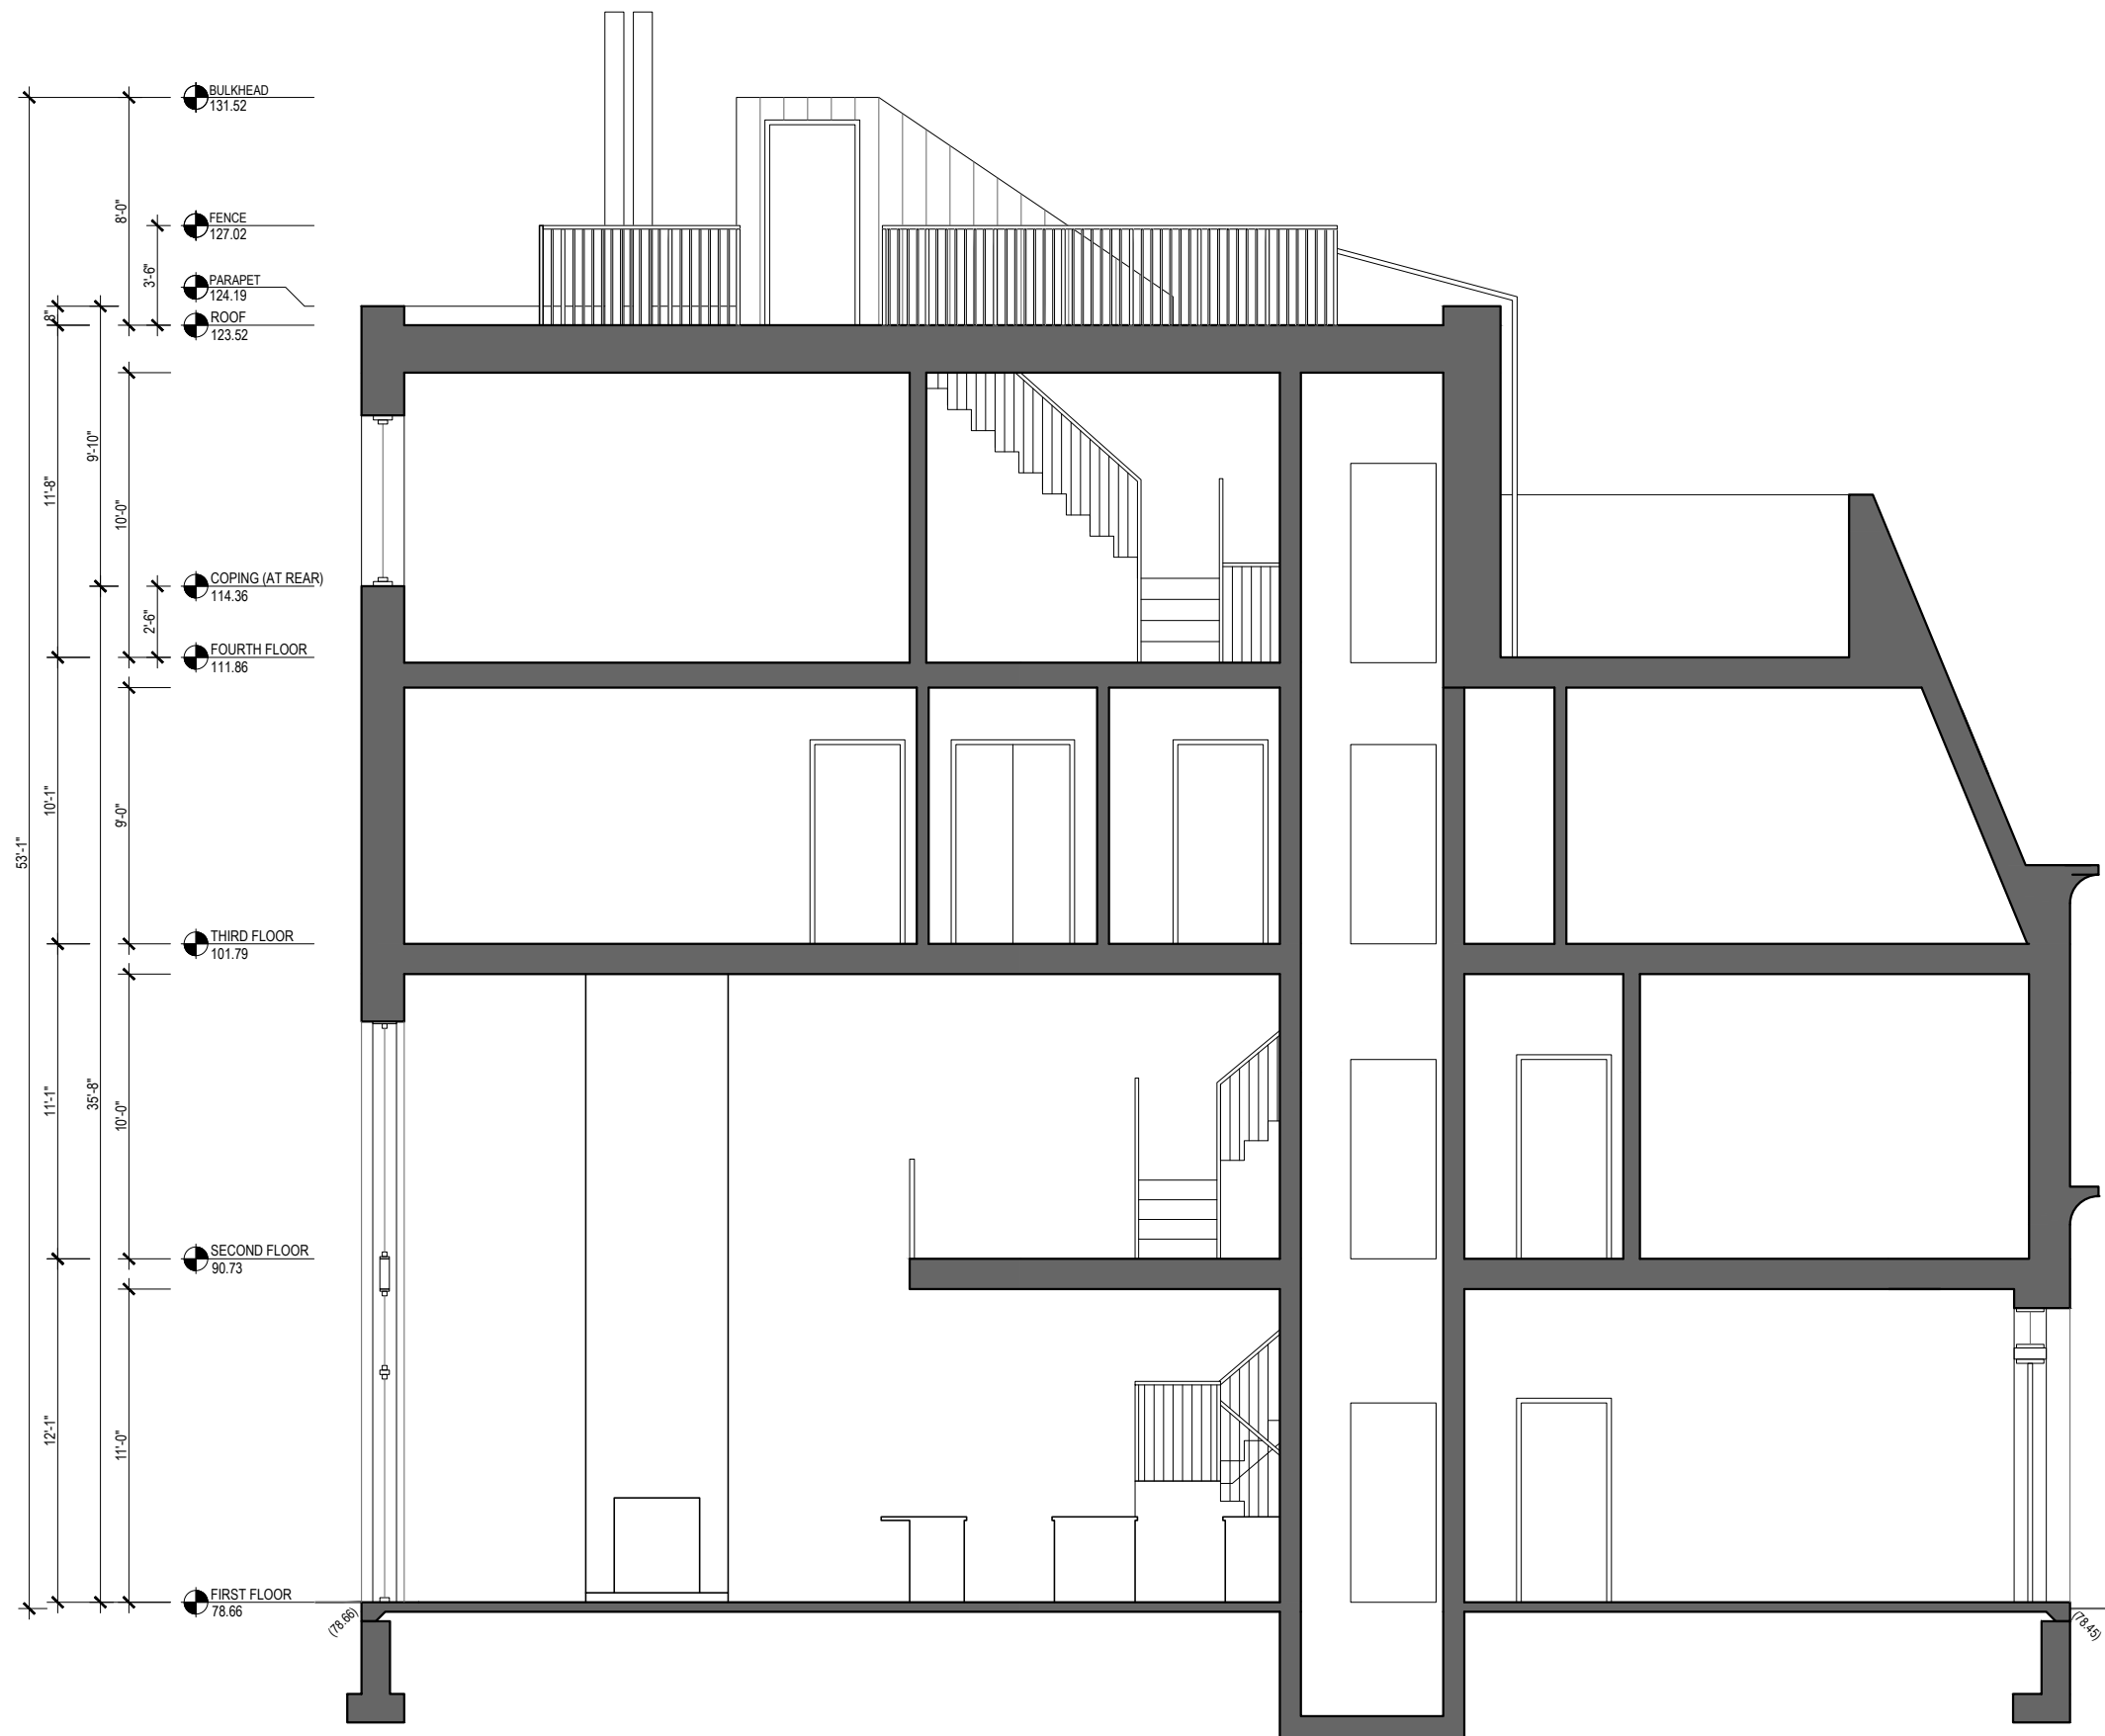 BULKHEAD
131.52
FENCE
127.02
PARAPET
124.19
ROOF
123.52
COPING (AT REAR)
114.36
FOURTH FLOOR
111.86
THIRD FLOOR
101.79
SECOND FLOOR
90.73
FIRST FLOOR
78.66
(78.66)
(78.45)
53'-1"
8"
11'-8"
10'-1"
11'-1"
12'-1"
9'-10"
35'-8"
8'-0"
10'-0"
9'-0"
10'-0"
11'-0"
3'-6"
2'-6"